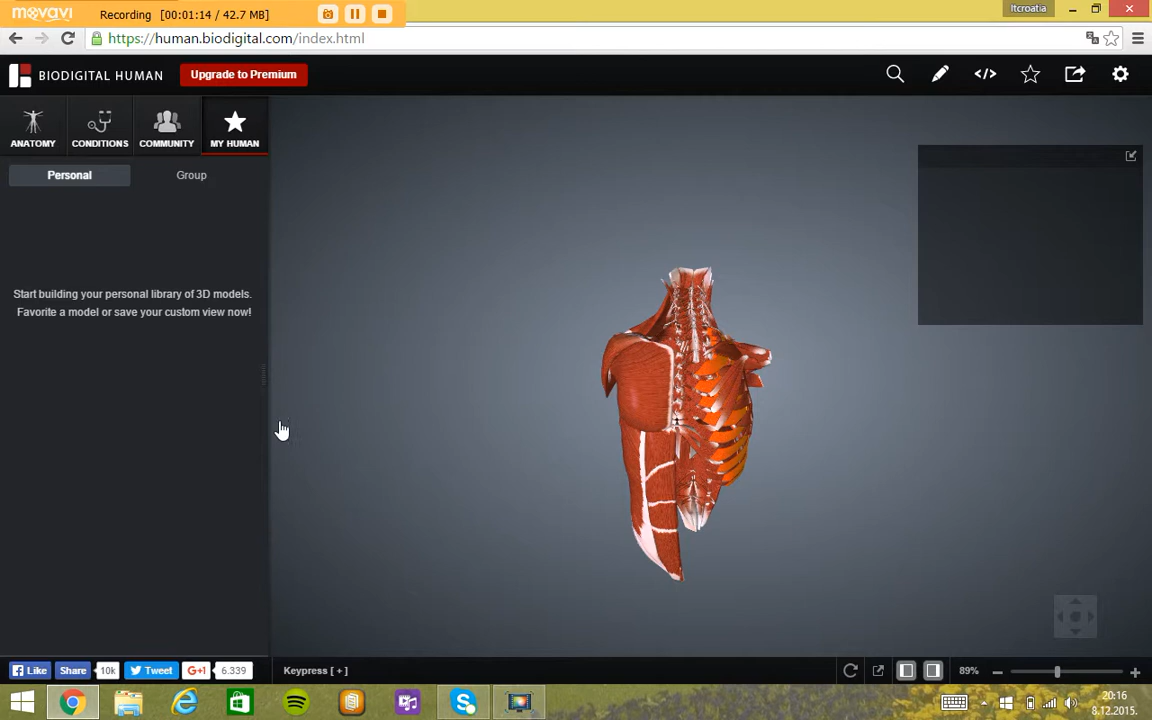 movavi
Recording [00:01:14 / 42.7 MB]
Itcroatia
https://human.biodigital.com/index.html
BIODIGITAL HUMAN
Upgrade to Premium
</>
ANATOMY
CONDITIONS
COMMUNITY
MY HUMAN
Personal
Group
Start building your personal library of 3D models.
Favorite a model or save your custom view now!
Like
Share
10k
Tweet
G+1
6.339
Keypress [ + ]
89%
20:16
8.12.2015.